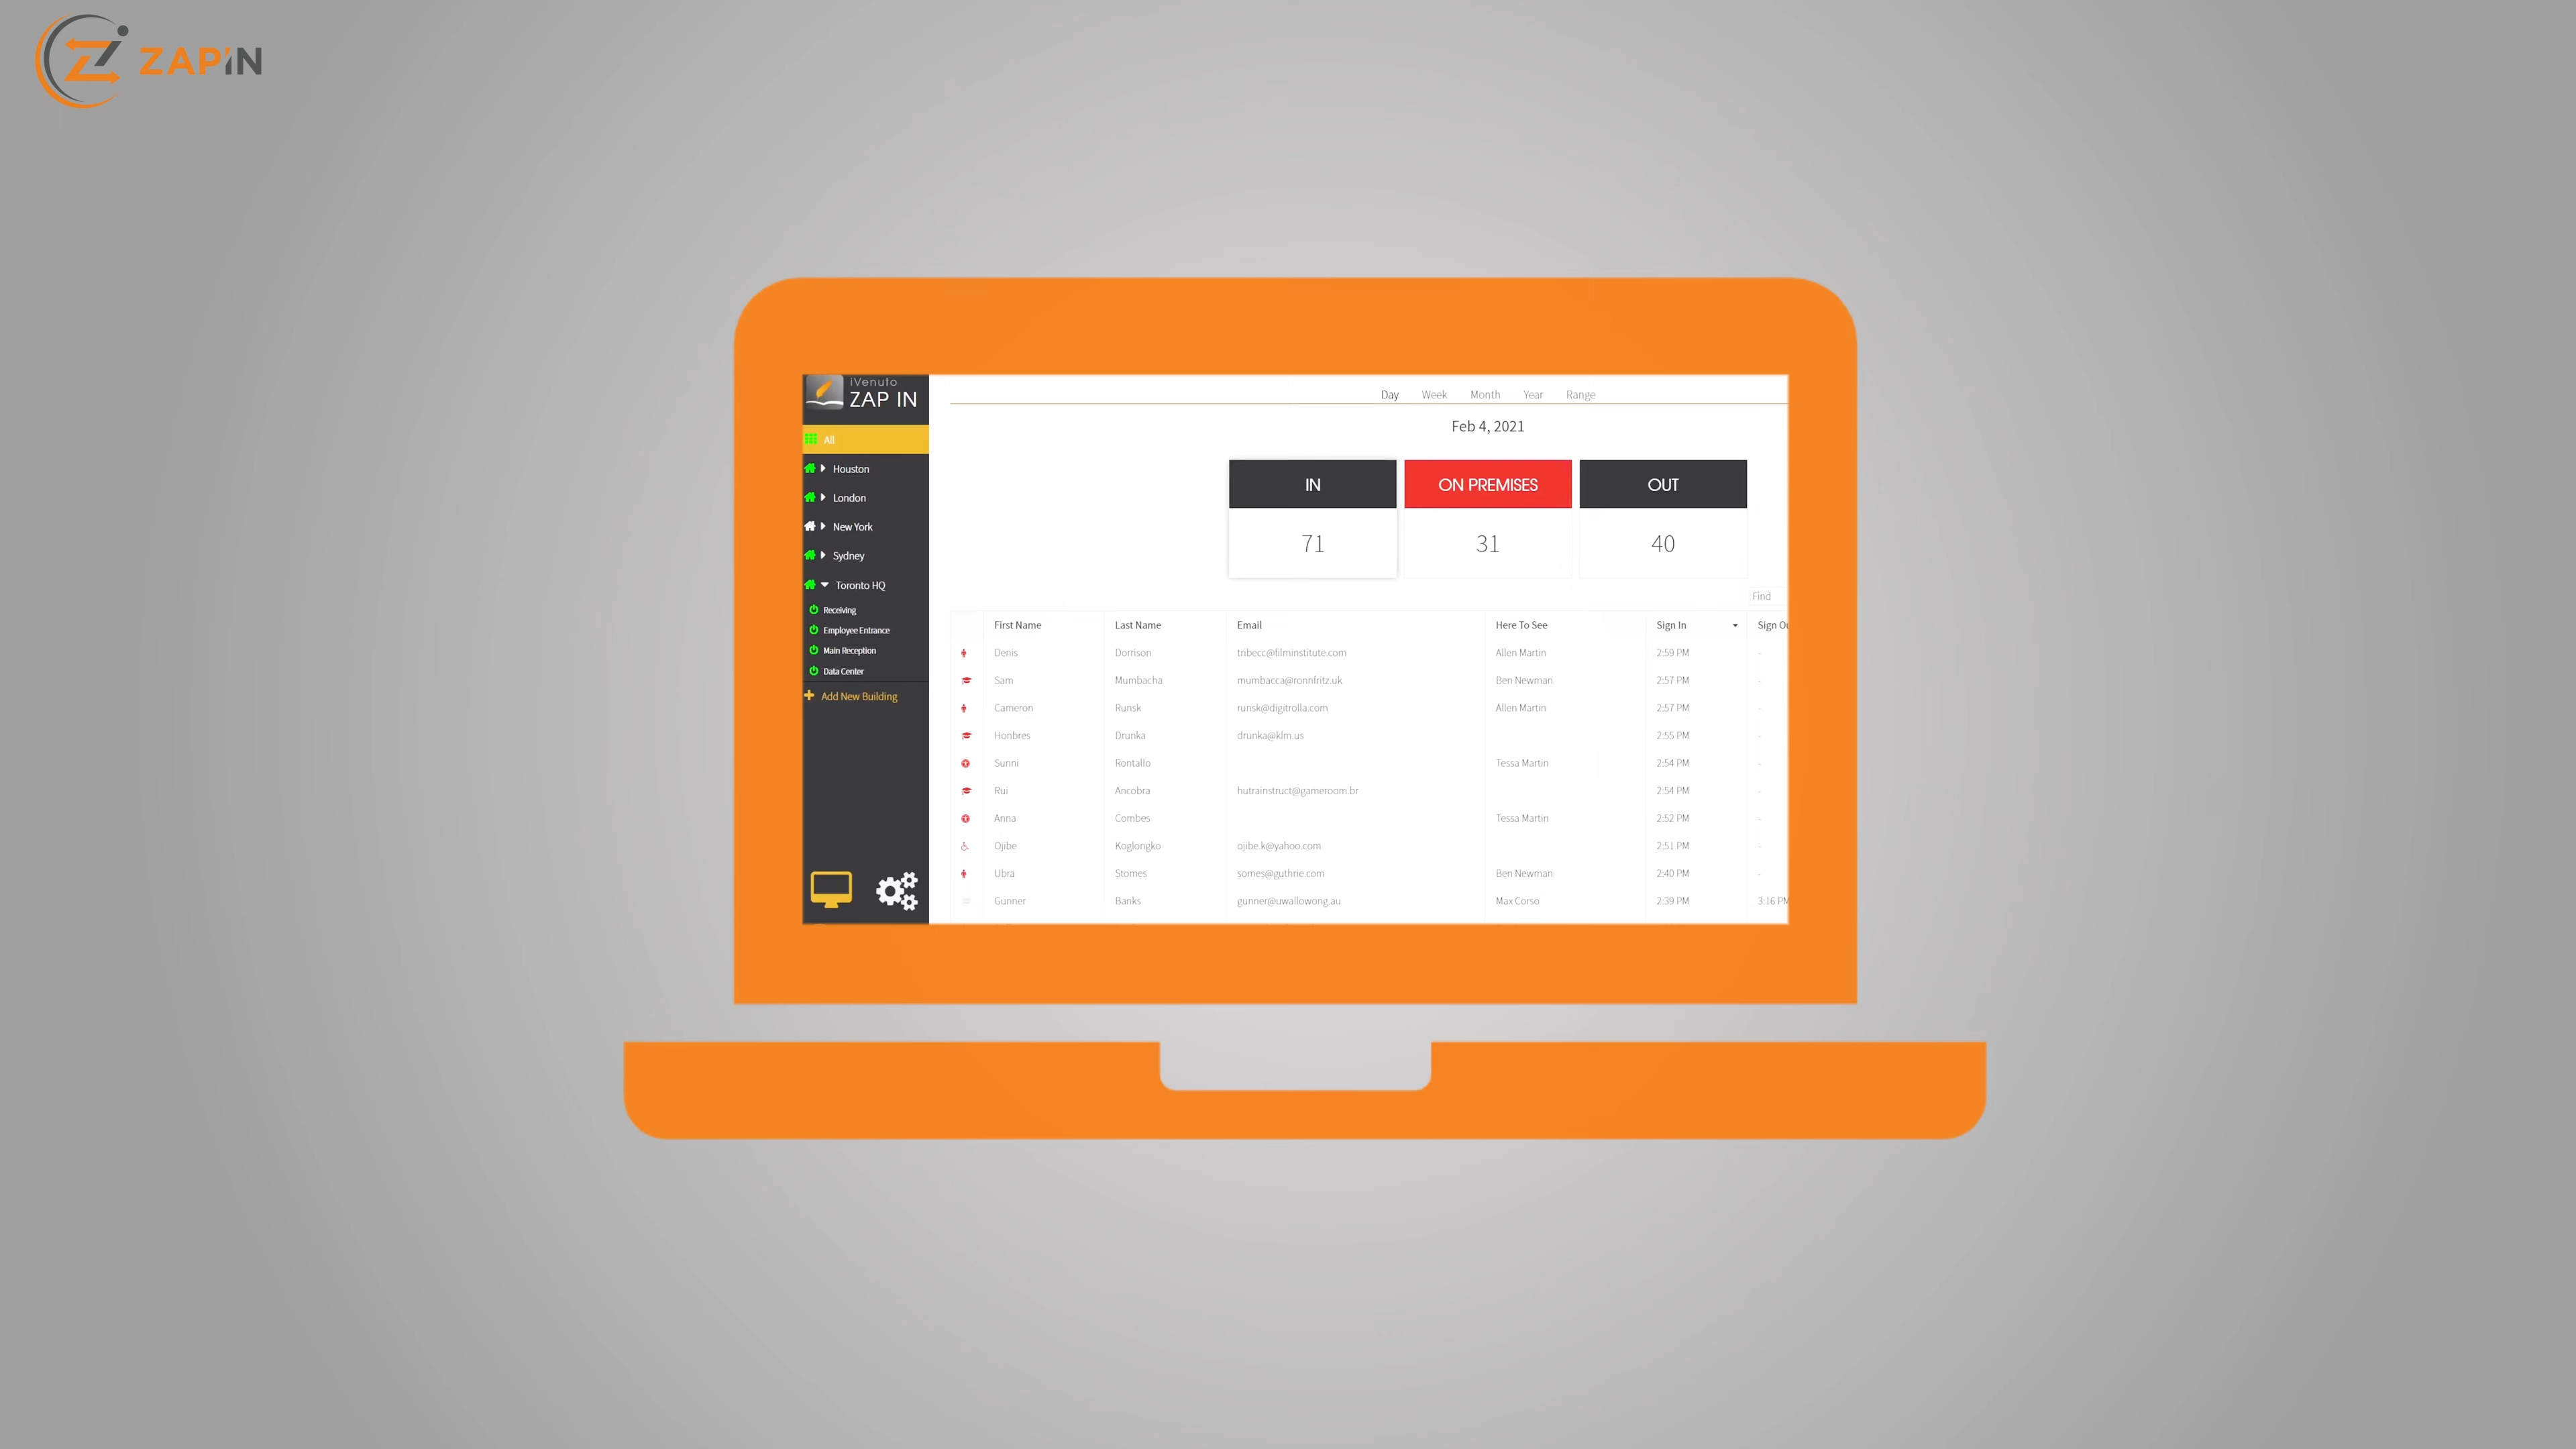 ZAPiN
iVenuto
ZAP IN
All
Houston
London
New York
Sydney
Toronto HQ
Receiving
Employee Entrance
Main Reception
Data Center
Add New Building
Day Week Month Year Range
Feb 4, 2021
IN ON PREMISES OUT
71 31 40
Find
First Name Last Name Email Here To See Sign In Sign Ou
Denis Dorrison tribecc@filminstitute.com Allen Martin 2:59 PM -
Sam Mumbacha mumbacca@ronnfritz.uk Ben Newman 2:57 PM -
Cameron Runsk runsk@digitrolla.com Allen Martin 2:57 PM -
Honbres Drunka drunka@klm.us 2:55 PM -
Sunni Rontallo Tessa Martin 2:54 PM -
Rui Ancobra hutrainstruct@gameroom.br 2:54 PM -
Anna Combes Tessa Martin 2:52 PM -
Ojibe Koglongko ojibe.k@yahoo.com 2:51 PM -
Ubra Stomes somes@guthrie.com Ben Newman 2:40 PM -
Gunner Banks gunner@uwallowong.au Max Corso 2:39 PM 3:16 PM